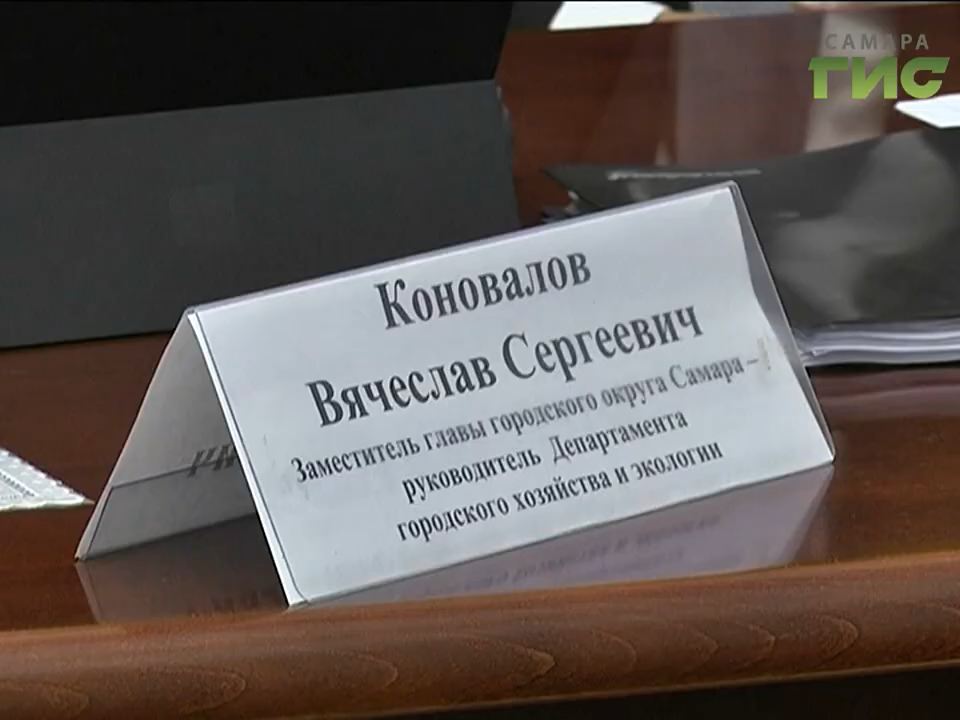 САМАРА
ГИС
Коновалов
Вячеслав Сергеевич
Заместитель главы городского округа Самара –
руководитель Департамента
городского хозяйства и экологии